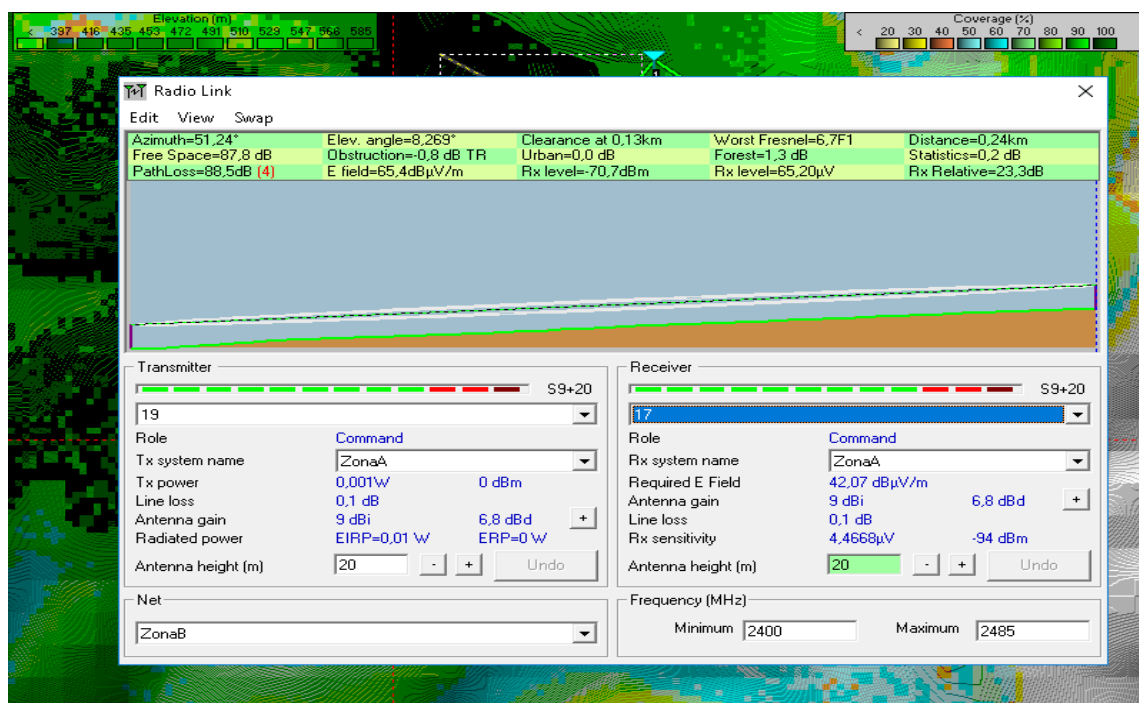 Elevation (m)
< 397 416 435 453 472 491 510 529 547 566 585
Coverage (%)
< 20 30 40 50 60 70 80 90 100
1
Radio Link
Edit View Swap
Azimuth=51,24° Elev. angle=8,269° Clearance at 0,13km Worst Fresnel=6,7F1 Distance=0,24km
Free Space=87,8 dB Obstruction=-0,8 dB TR Urban=0,0 dB Forest=1,3 dB Statistics=0,2 dB
PathLoss=88,5dB (4) E field=65,4dBµV/m Rx level=-70,7dBm Rx level=65,20µV Rx Relative=23,3dB
Transmitter
S9+20
19
Role Command
Tx system name ZonaA
Tx power 0,001W 0 dBm
Line loss 0,1 dB
Antenna gain 9 dBi 6,8 dBd +
Radiated power EIRP=0,01 W ERP=0 W
Antenna height (m) 20 - + Undo
Net
ZonaB
Receiver
S9+20
17
Role Command
Rx system name ZonaA
Required E Field 42,07 dBµV/m
Antenna gain 9 dBi 6,8 dBd +
Line loss 0,1 dB
Rx sensitivity 4,4668µV -94 dBm
Antenna height (m) 20 - + Undo
Frequency (MHz)
Minimum 2400 Maximum 2485